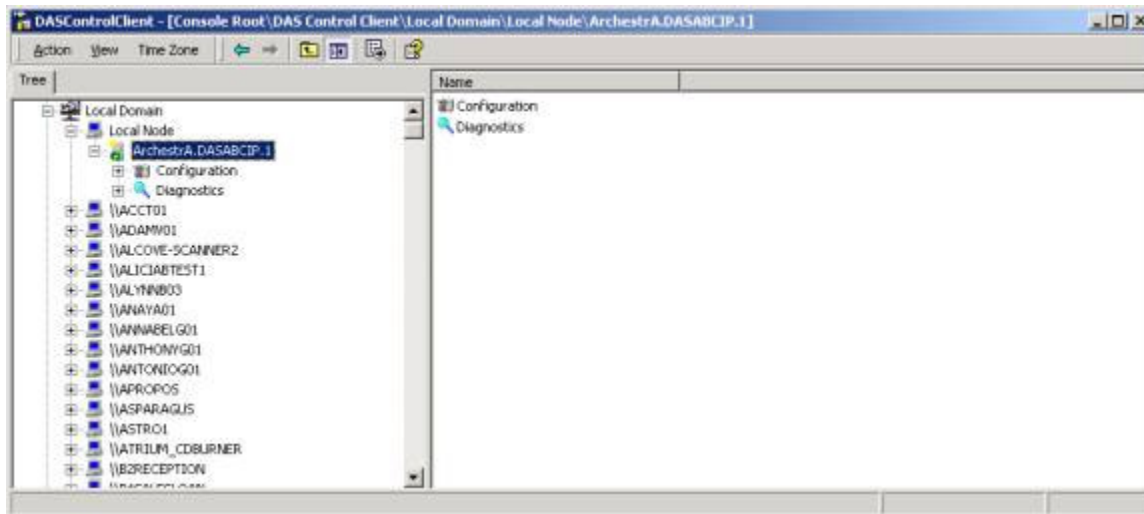 DASControlClient - [Console Root\DAS Control Client\Local Domain\Local Node\ArchestrA.DASABCIP.1]
Action View Time Zone
Tree
Name
Local Domain
Local Node
ArchestrA.DASABCIP.1
Configuration
Diagnostics
\\ACCT01
\\ADAMV01
\\ALCOVE-SCANNER2
\\ALICIABTEST1
\\ALYNNB03
\\ANAYA01
\\ANNABELG01
\\ANTHONYG01
\\ANTONIOG01
\\APROPOS
\\ASPARAGUS
\\ASTRO1
\\ATRIUM_CDBURNER
\\B2RECEPTION
Configuration
Diagnostics